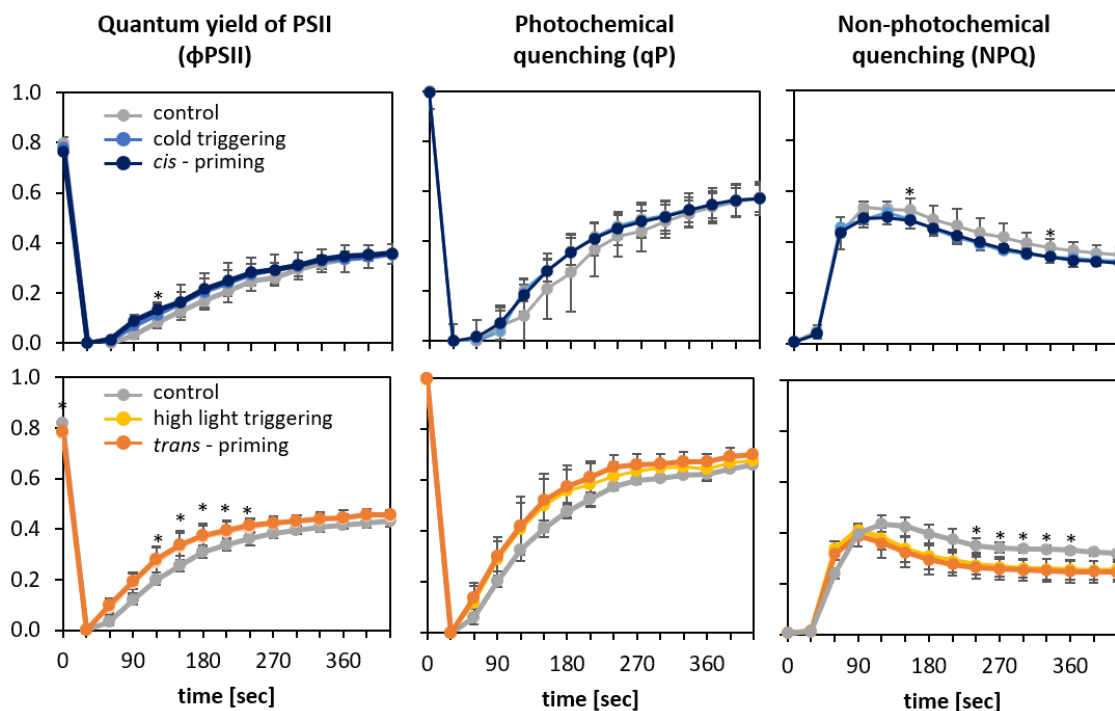 Quantum yield of PSII
(ϕPSII)
Photochemical
quenching (qP)
Non-photochemical
quenching (NPQ)
1.0
0.8
0.6
0.4
0.2
0.0
control
cold triggering
cis - priming
*
*
*
1.0
0.8
0.6
0.4
0.2
0.0
control
high light triggering
trans - priming
*
* * * * * *
* * * * *
0 90 180 270 360
0 90 180 270 360
0 90 180 270 360
time [sec]
time [sec]
time [sec]